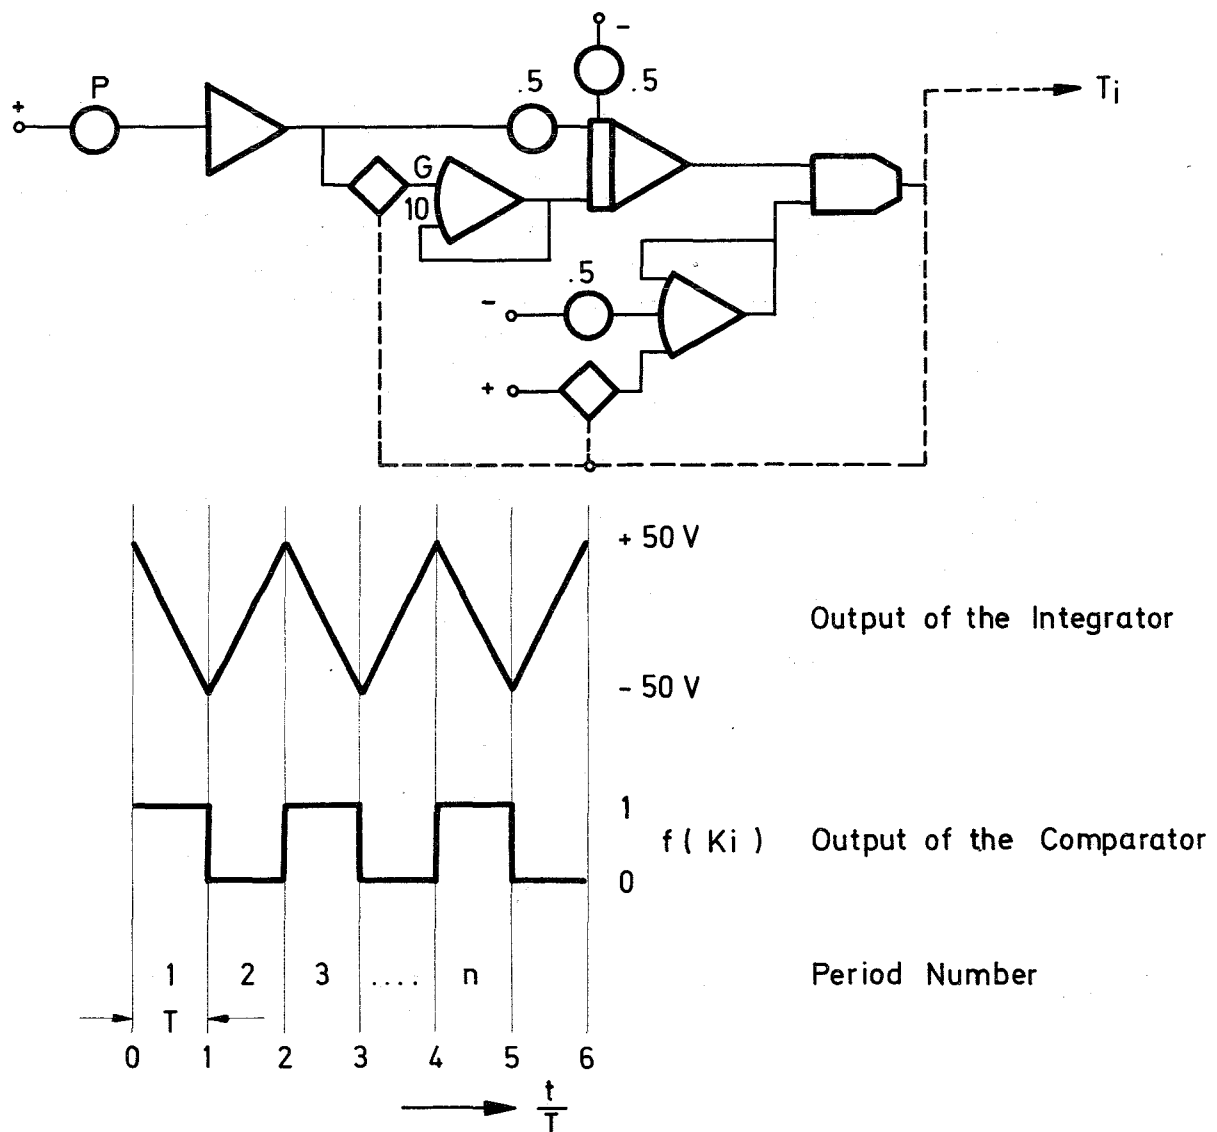 -
.5
.5
P
+
Ti
G
10
.5
-
+
+ 50 V
Output of the Integrator
- 50 V
1
f ( Ki ) Output of the Comparator
0
1 2 3 .... n Period Number
T
0 1 2 3 4 5 6
t
T